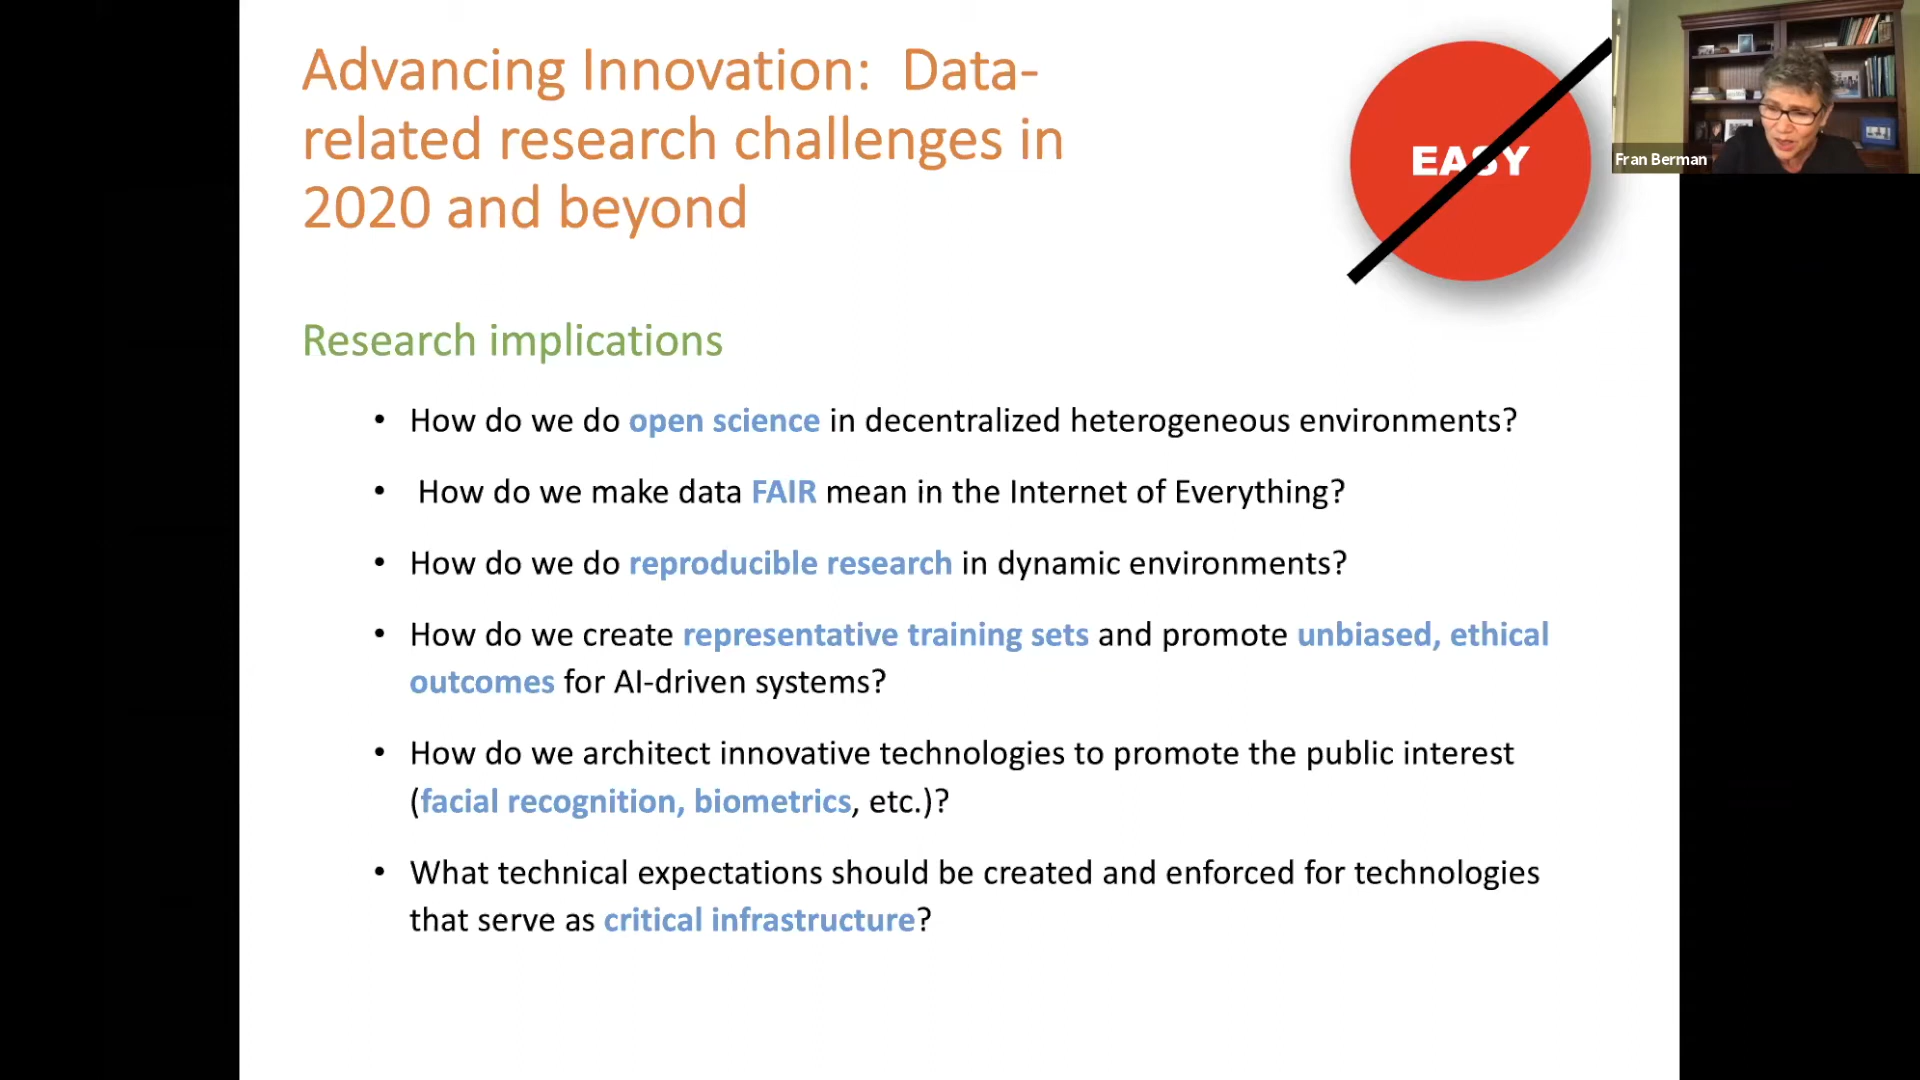 Advancing Innovation:  Data-
related research challenges in
2020 and beyond
EASY
Fran Berman
Research implications
• How do we do open science in decentralized heterogeneous environments?
• How do we make data FAIR mean in the Internet of Everything?
• How do we do reproducible research in dynamic environments?
• How do we create representative training sets and promote unbiased, ethical
outcomes for AI-driven systems?
• How do we architect innovative technologies to promote the public interest
(facial recognition, biometrics, etc.)?
• What technical expectations should be created and enforced for technologies
that serve as critical infrastructure?